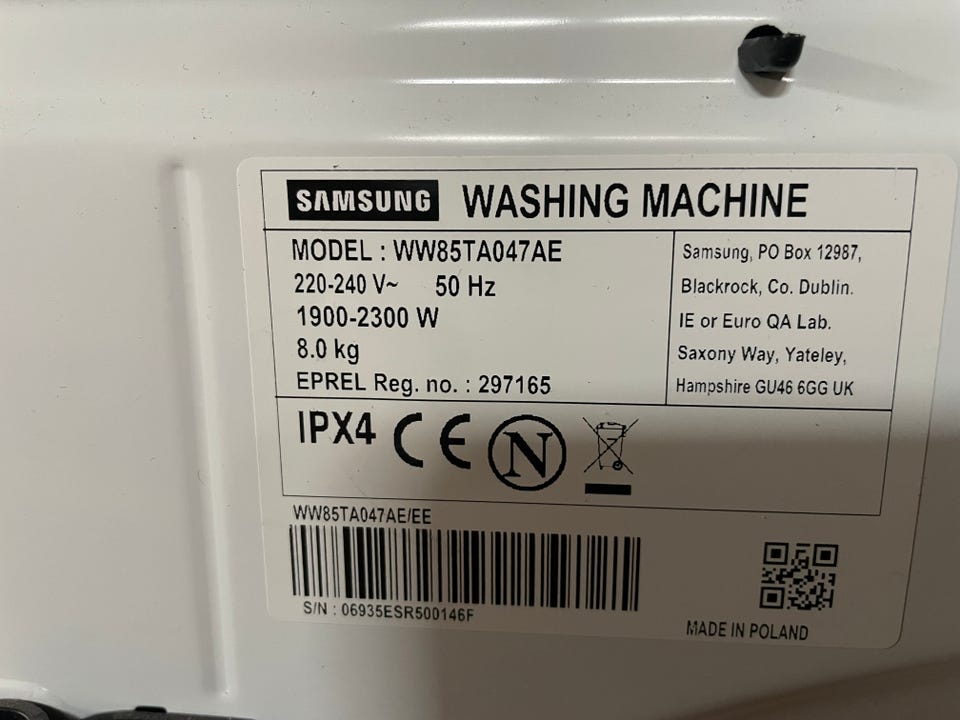 SAMSUNG WASHING MACHINE
MODEL : WW85TA047AE
220-240 V~ 50 Hz
1900-2300 W
8.0 kg
EPREL Reg. no. : 297165
Samsung, PO Box 12987,
Blackrock, Co. Dublin.
IE or Euro QA Lab.
Saxony Way, Yateley,
Hampshire GU46 6GG UK
IPX4 CE N
WW85TA047AE/EE
S/N : 06935ESR500146F
MADE IN POLAND